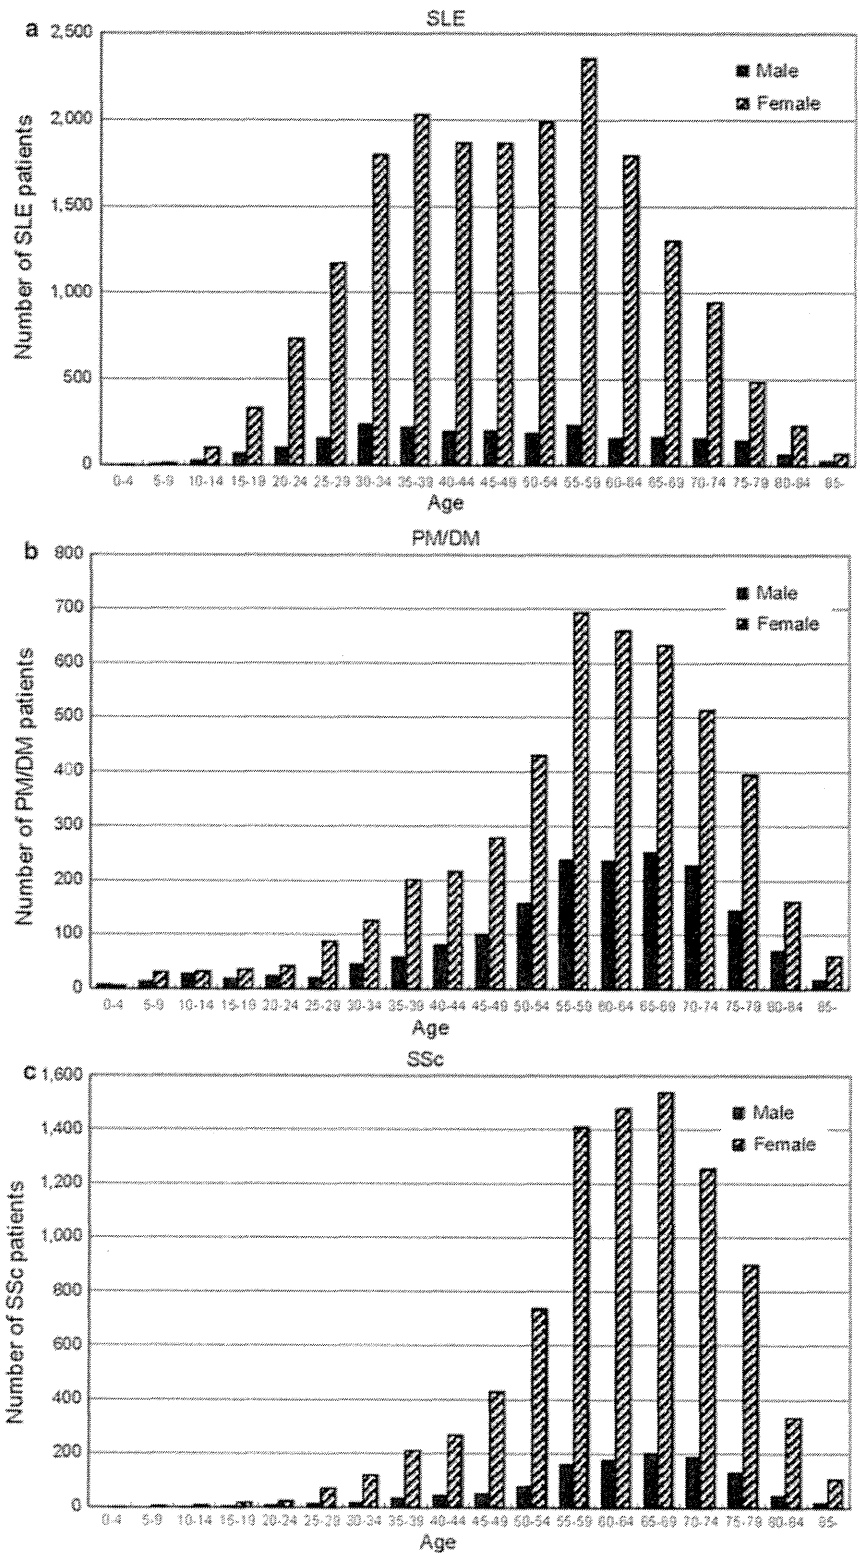 a
SLE
2,500
2,000
1,500
1,000
500
0
Number of SLE patients
Male
Female
0-4 5-9 10-14 15-19 20-24 25-29 30-34 35-39 40-44 45-49 50-54 55-59 60-64 65-69 70-74 75-79 80-84 85-
Age
b
PM/DM
800
700
600
500
400
300
200
100
0
Number of PM/DM patients
Male
Female
0-4 5-9 10-14 15-19 20-24 25-29 30-34 35-39 40-44 45-49 50-54 55-59 60-64 65-69 70-74 75-79 80-84 85-
Age
c
SSc
1,600
1,400
1,200
1,000
800
600
400
200
0
Number of SSc patients
Male
Female
0-4 5-9 10-14 15-19 20-24 25-29 30-34 35-39 40-44 45-49 50-54 55-59 60-64 65-69 70-74 75-79 80-84 85-
Age